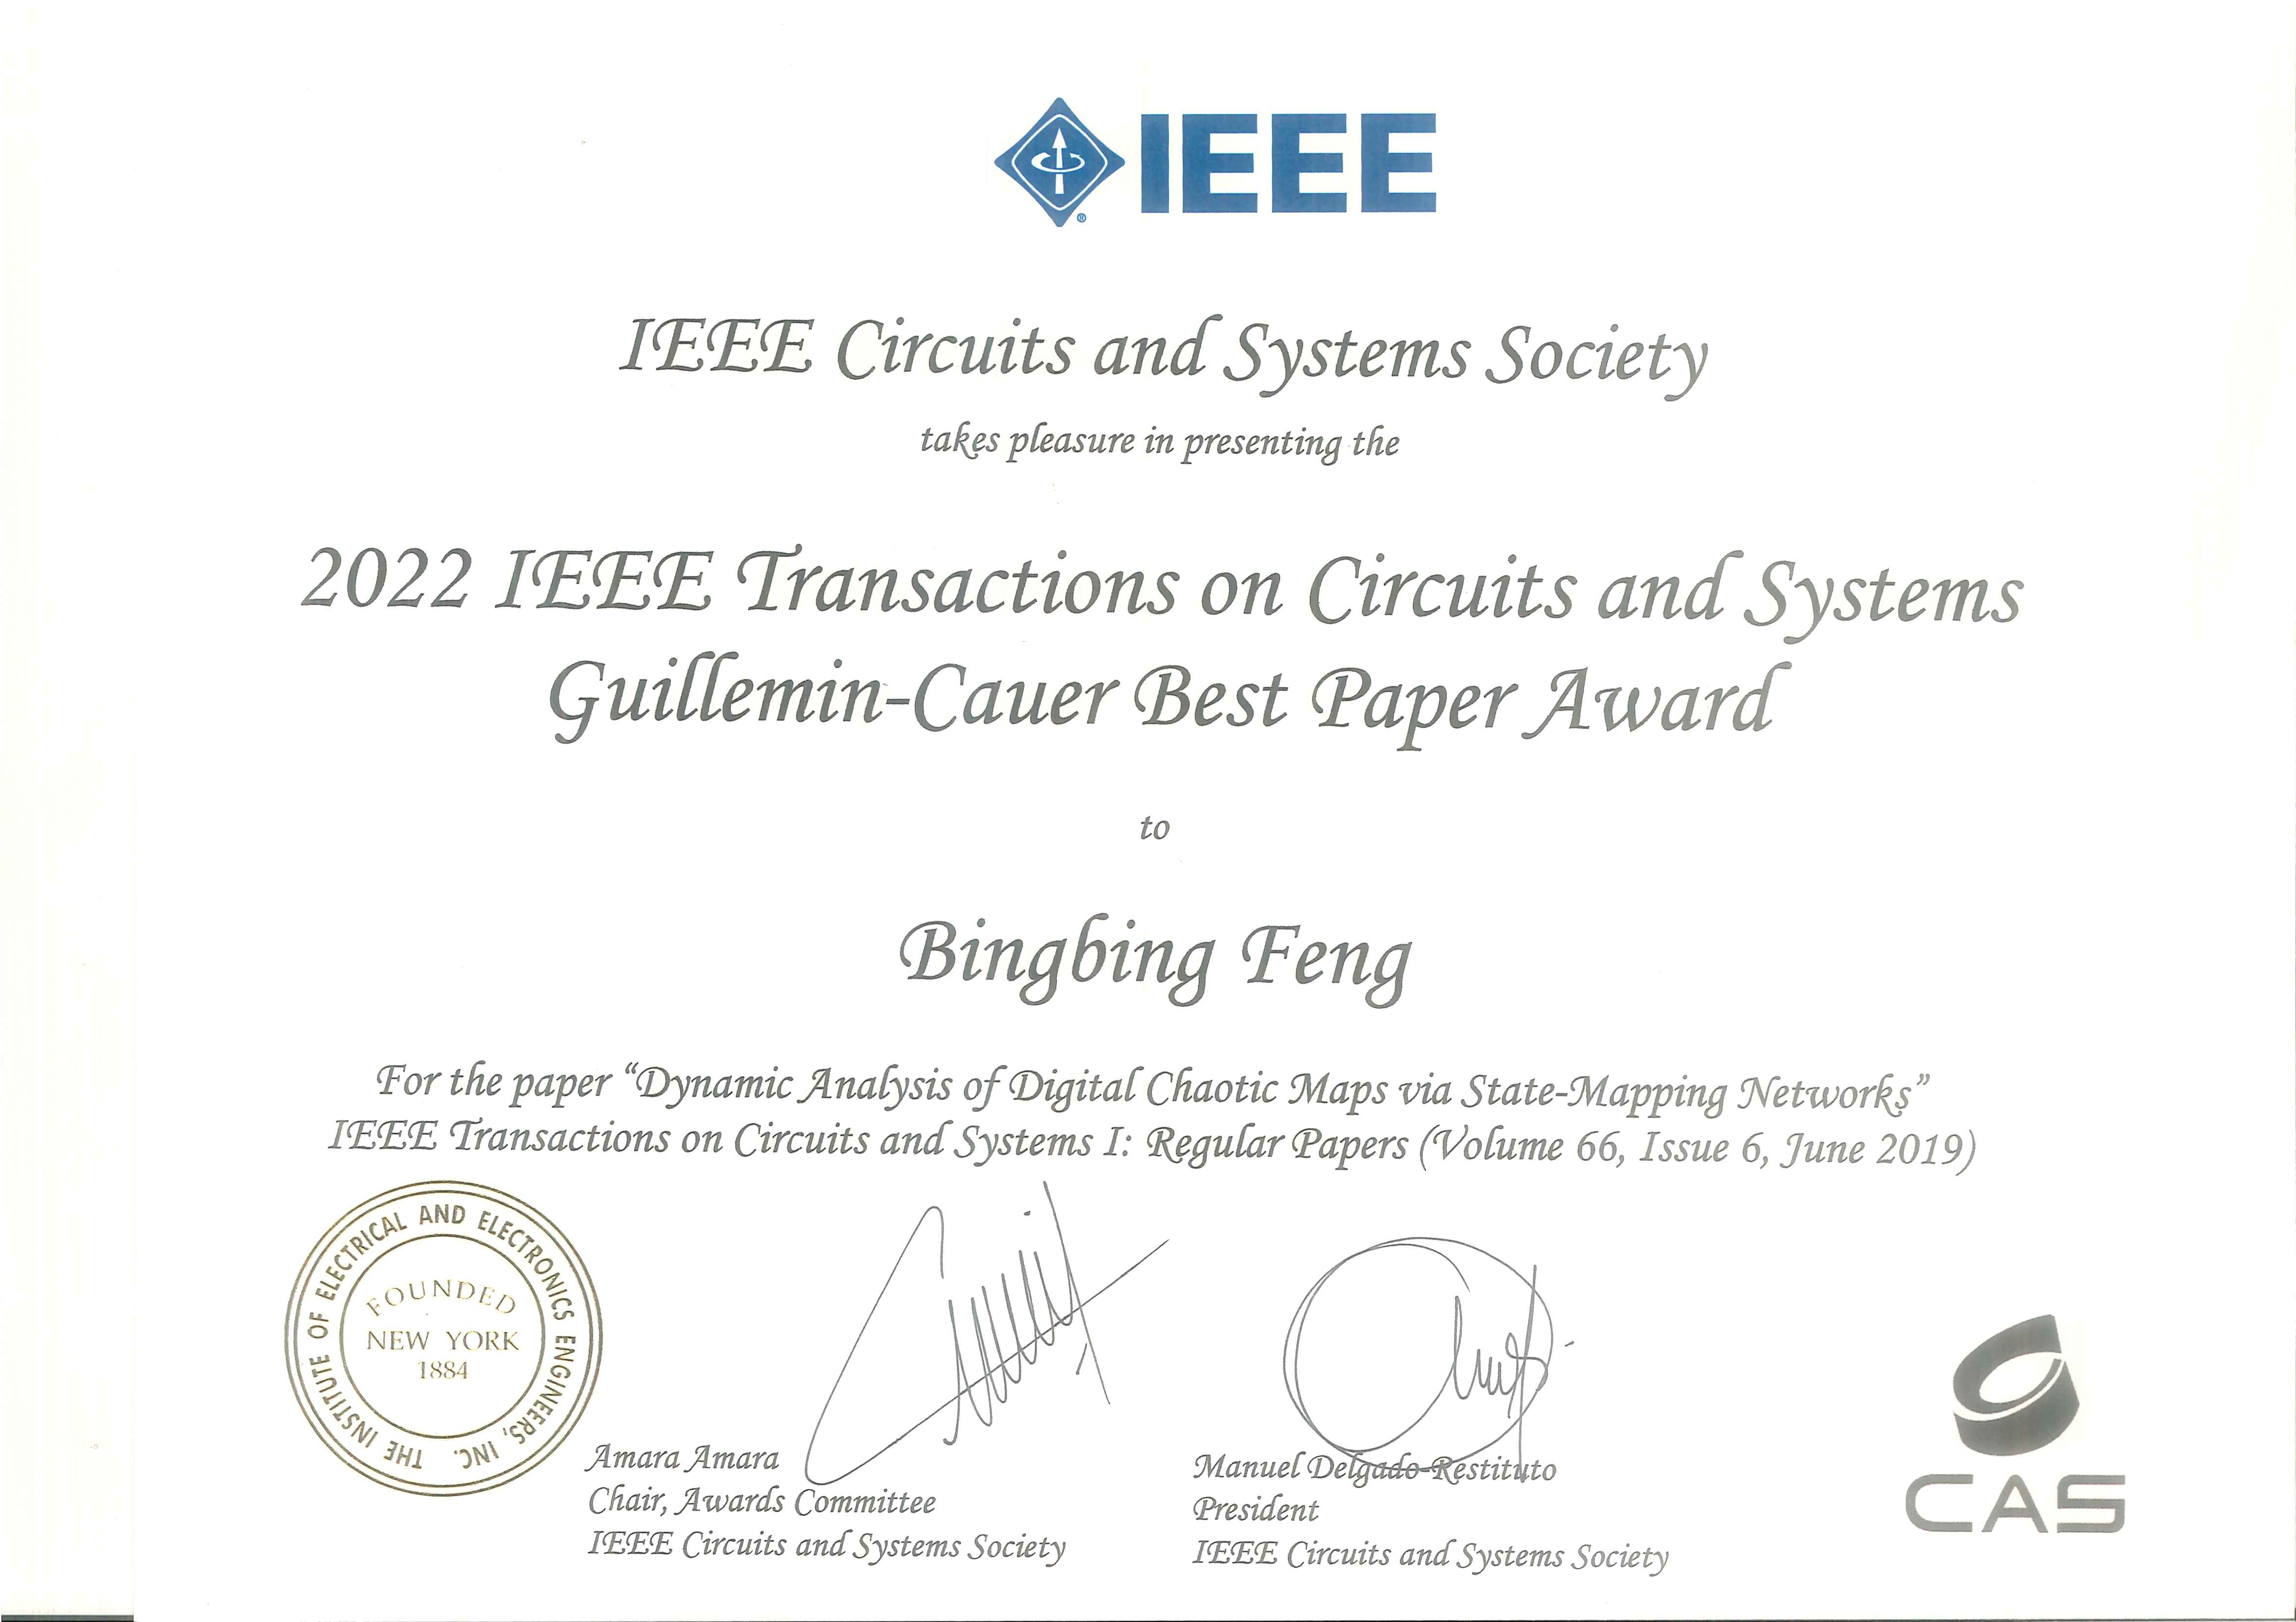 IEEE
IEEE Circuits and Systems Society
takes pleasure in presenting the
2022 IEEE Transactions on Circuits and Systems
Guillemin-Cauer Best Paper Award
to
Bingbing Feng
For the paper “Dynamic Analysis of Digital Chaotic Maps via State-Mapping Networks”
IEEE Transactions on Circuits and Systems I: Regular Papers (Volume 66, Issue 6, June 2019)
THE INSTITUTE OF ELECTRICAL AND ELECTRONICS ENGINEERS, INC.
FOUNDED
NEW YORK
1884
Amara Amara
Chair, Awards Committee
IEEE Circuits and Systems Society
Manuel Delgado-Restituto
President
IEEE Circuits and Systems Society
CAS